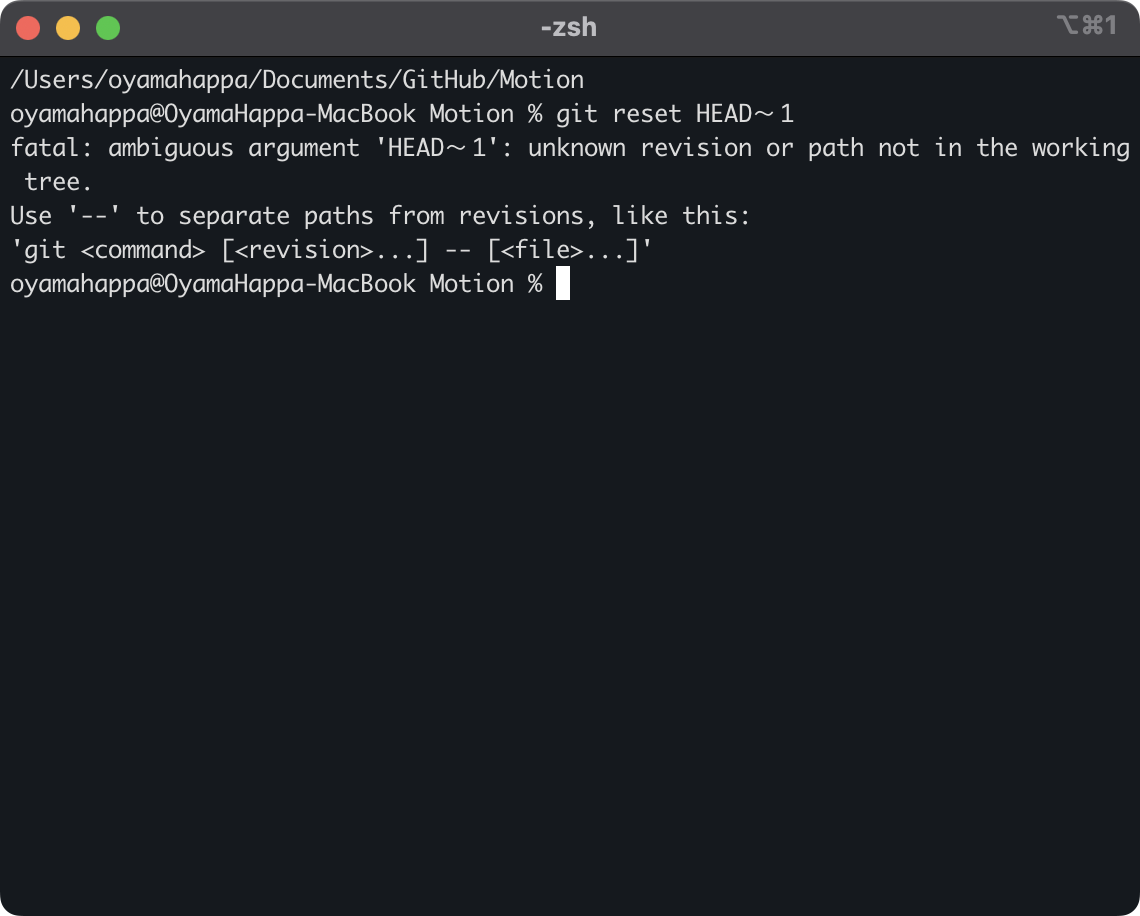 -zsh
⌥⌘1
/Users/oyamahappa/Documents/GitHub/Motion
oyamahappa@OyamaHappa-MacBook Motion % git reset HEAD〜1
fatal: ambiguous argument 'HEAD〜1': unknown revision or path not in the working
 tree.
Use '--' to separate paths from revisions, like this:
'git <command> [<revision>...] -- [<file>...]'
oyamahappa@OyamaHappa-MacBook Motion %